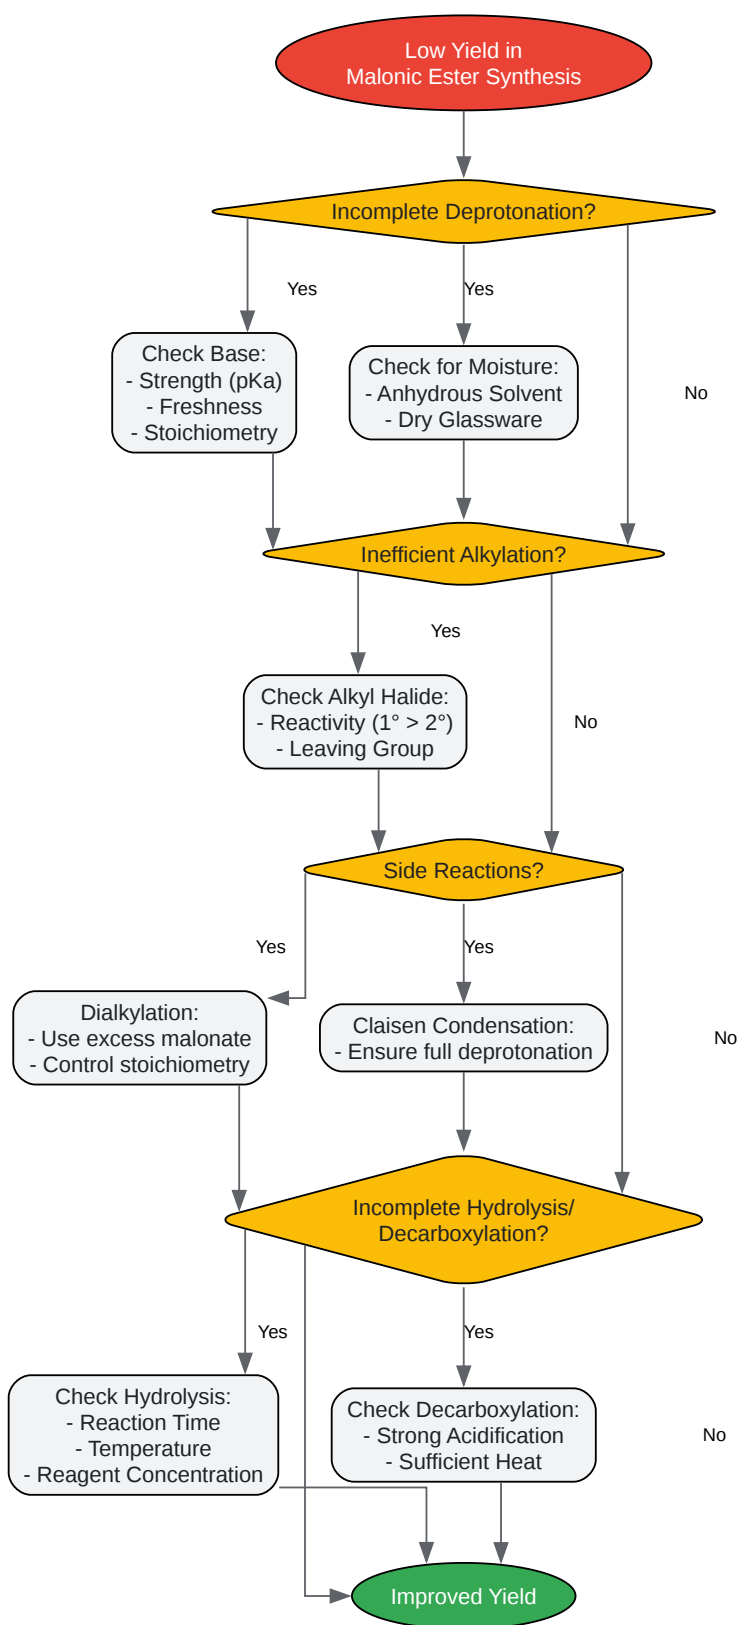 Low Yield in
Malonic Ester Synthesis
Incomplete Deprotonation?
Yes
Yes
No
Check Base:
- Strength (pKa)
- Freshness
- Stoichiometry
Check for Moisture:
- Anhydrous Solvent
- Dry Glassware
Inefficient Alkylation?
Yes
No
Check Alkyl Halide:
- Reactivity (1° > 2°)
- Leaving Group
Side Reactions?
Yes
Yes
No
Dialkylation:
- Use excess malonate
- Control stoichiometry
Claisen Condensation:
- Ensure full deprotonation
Incomplete Hydrolysis/
Decarboxylation?
Yes
Yes
No
Check Hydrolysis:
- Reaction Time
- Temperature
- Reagent Concentration
Check Decarboxylation:
- Strong Acidification
- Sufficient Heat
Improved Yield